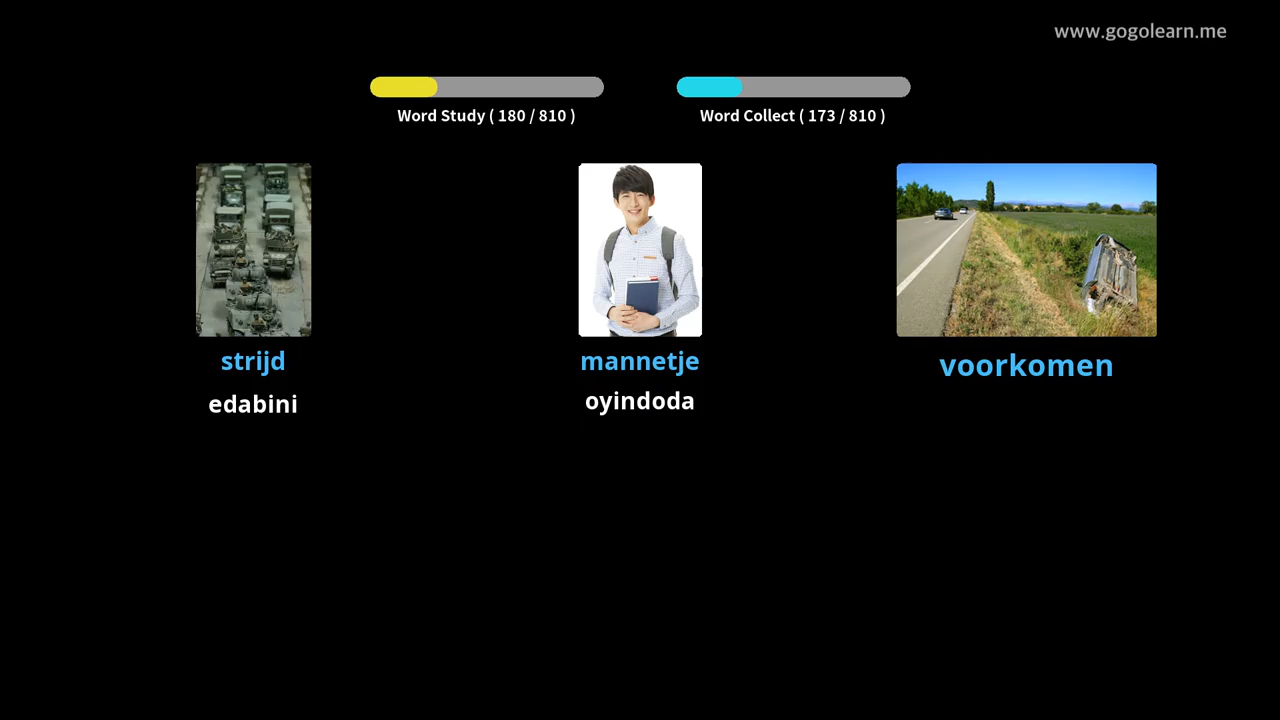 www.gogolearn.me
Word Study ( 180 / 810 )
Word Collect ( 173 / 810 )
strijd
mannetje
voorkomen
edabini
oyindoda